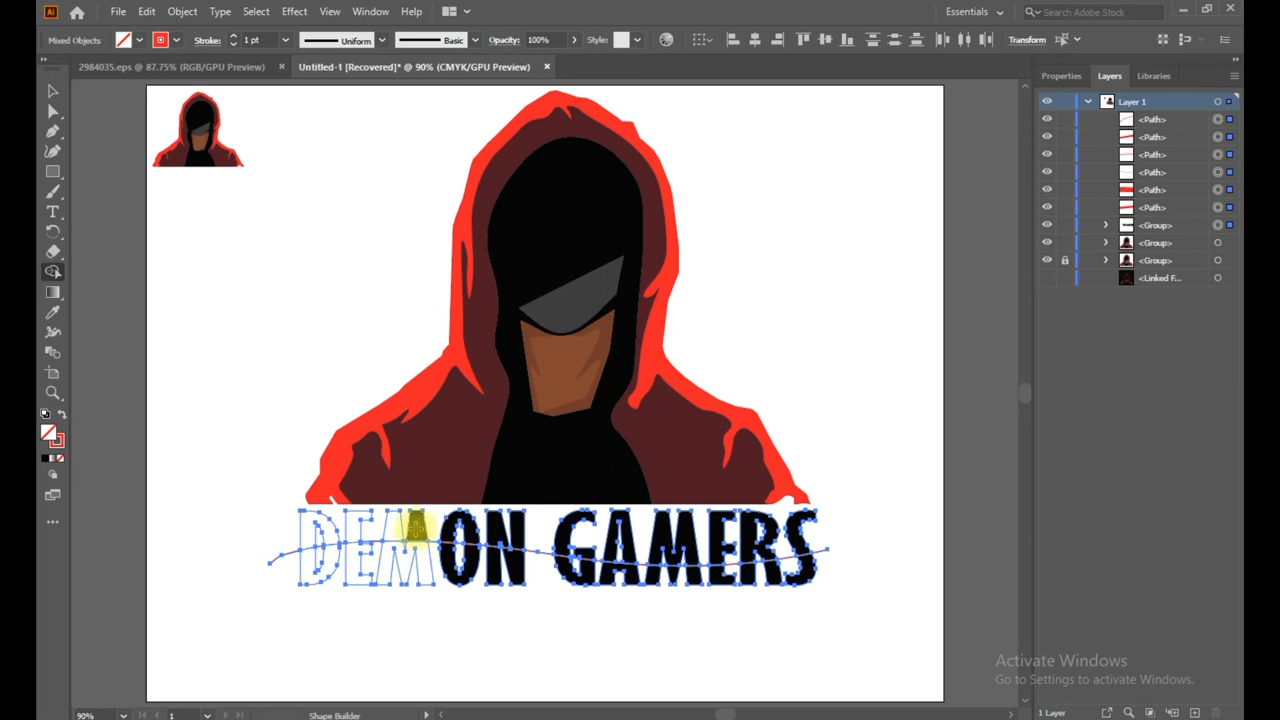 File Edit Object Type Select Effect View Window Help
Essentials
Search Adobe Stock
Mixed Objects
Stroke:
1 pt
Uniform
Basic
Opacity:
100%
Style:
Transform
2984035.eps @ 87.75% (RGB/GPU Preview)
Untitled-1 [Recovered]* @ 90% (CMYK/GPU Preview)
Properties Layers Libraries
Layer 1
<Path>
<Path>
<Path>
<Path>
<Path>
<Path>
<Group>
<Group>
<Group>
<Linked F...
DEMON GAMERS
Activate Windows
Go to Settings to activate Windows.
90%
1
Shape Builder
1 Layer